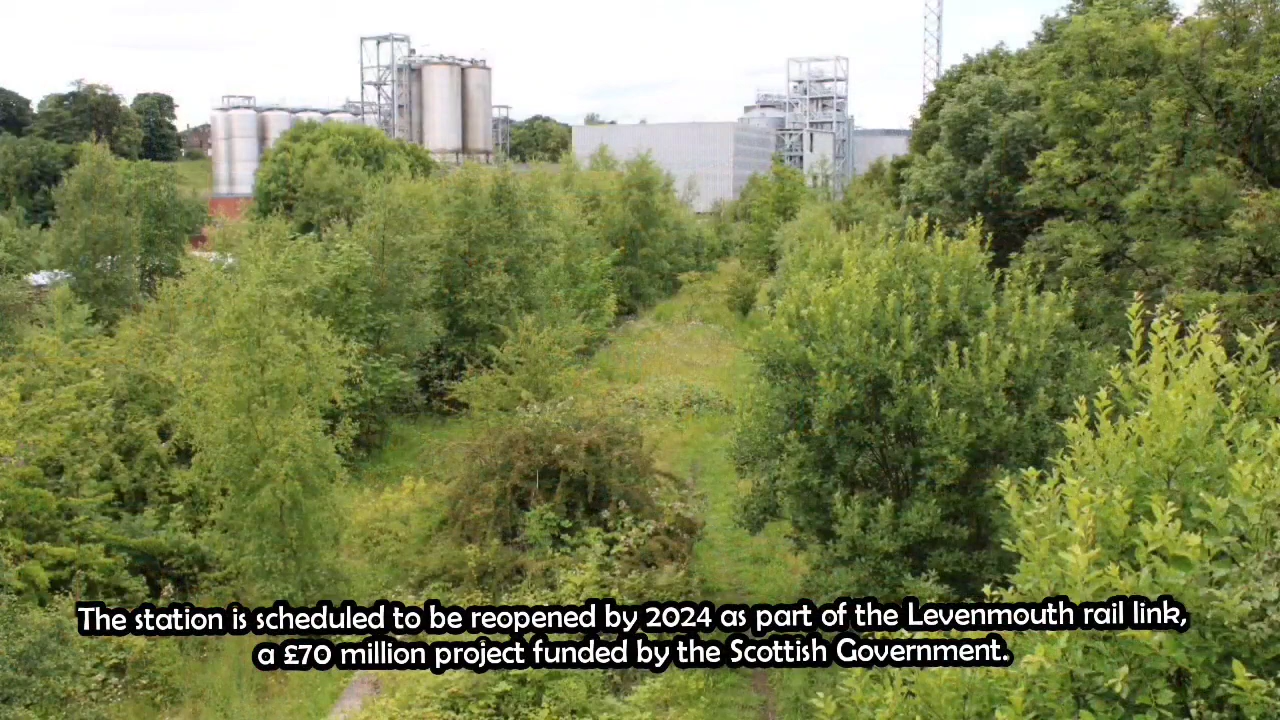 The station is scheduled to be reopened by 2024 as part of the Levenmouth rail link,
a £70 million project funded by the Scottish Government.